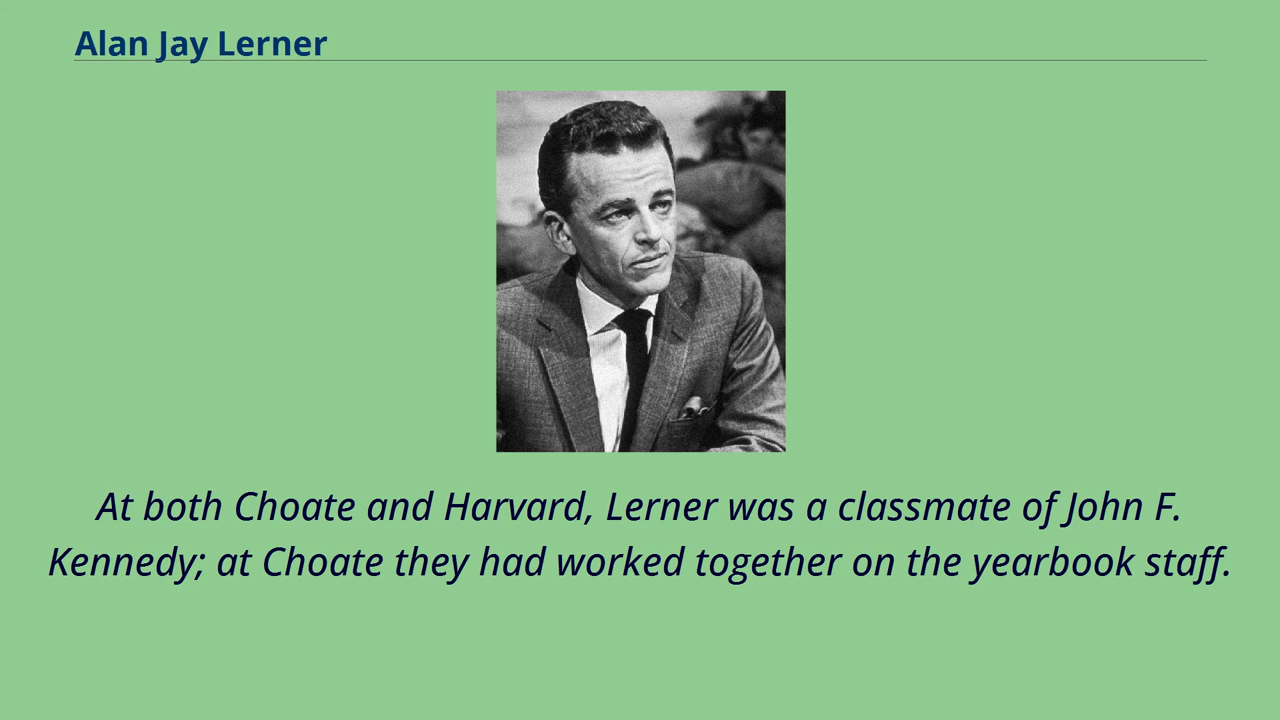 Alan Jay Lerner
At both Choate and Harvard, Lerner was a classmate of John F.
Kennedy; at Choate they had worked together on the yearbook staff.